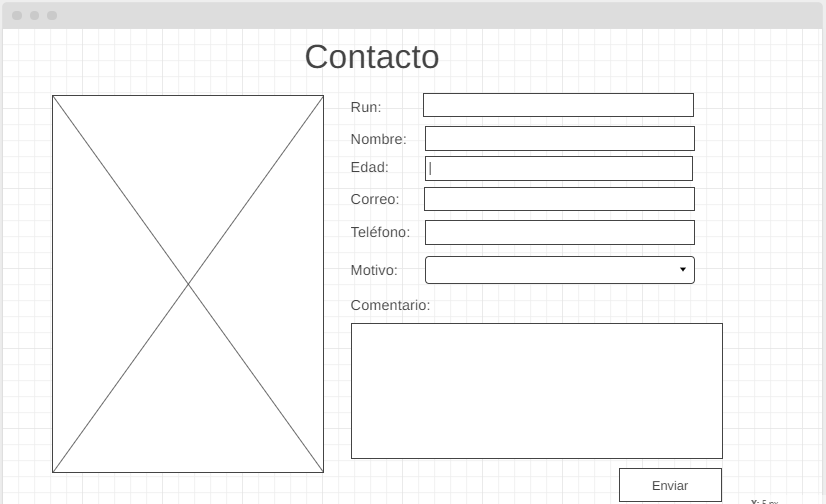 Contacto
Run:
Nombre:
Edad:
Correo:
Teléfono:
Motivo:
Comentario:
Enviar